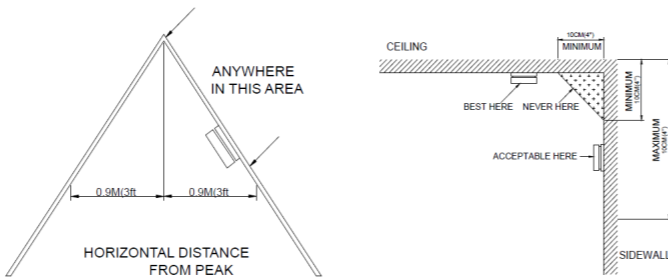 ANYWHERE
IN THIS AREA
0.9M(3ft
0.9M(3ft
HORIZONTAL DISTANCE
FROM PEAK
10CM(4")
MINIMUM
CEILING
BEST HERE
NEVER HERE
MINIMUM
10CM(4")
ACCEPTABLE HERE
MAXIMUM
10CM(4")
SIDEWALL